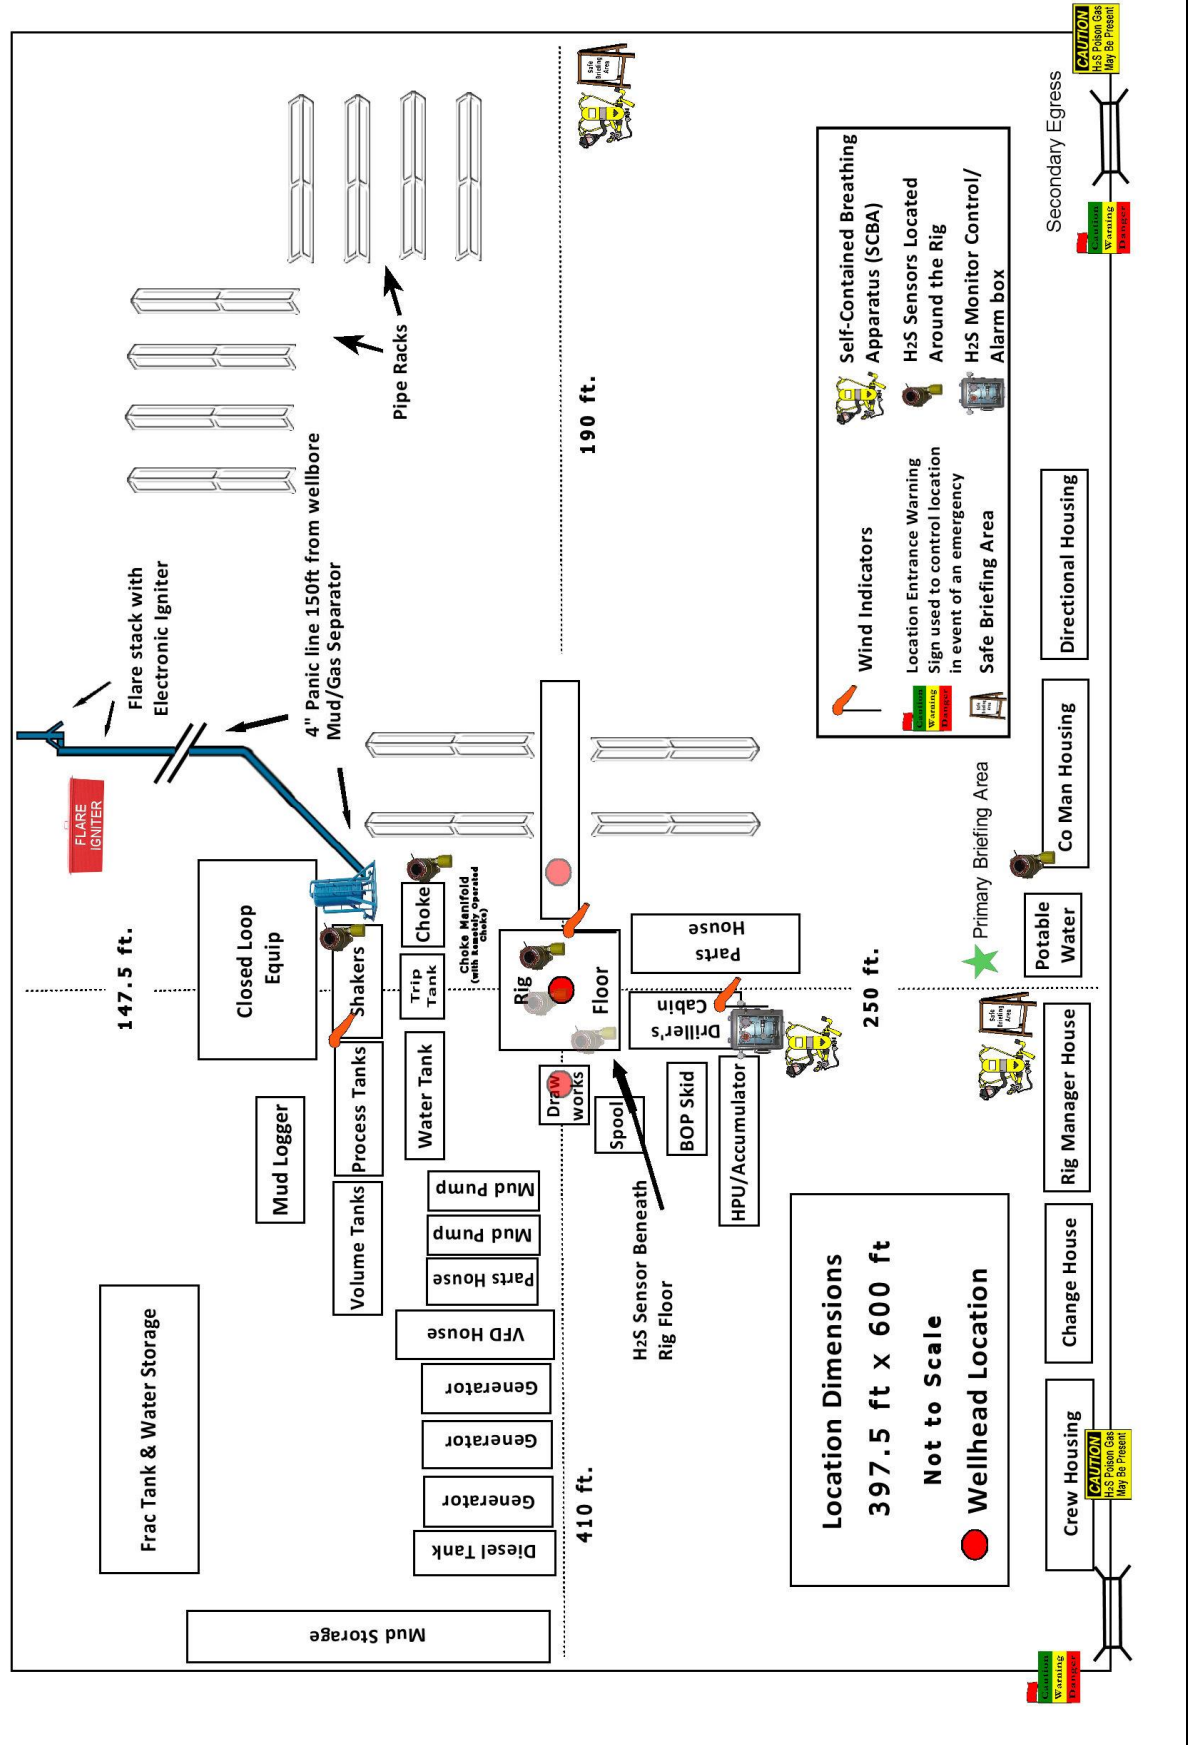 147.5 ft.
190 ft.
410 ft.
250 ft.
FLARE
IGNITER
Flare stack with
Electronic Igniter
4" Panic line 150ft from wellbore
Mud/Gas Separator
Pipe Racks
Safe
Briefing
Area
CAUTION
H2S Poison Gas
May Be Present
Secondary Egress
Caution
Warning
Danger
Frac Tank & Water Storage
Mud Storage
Closed Loop
Equip
Mud Logger
Shakers
Process Tanks
Volume Tanks
Choke
Trip
Tank
Water Tank
Choke Manifold
(with Remotely Operated
Choke)
Mud Pump
Mud Pump
Parts House
VFD House
Generator
Generator
Generator
Diesel Tank
Rig
Floor
Draw
works
Spool
H2S Sensor Beneath
Rig Floor
Parts
House
Driller's
Cabin
BOP Skid
HPU/Accumulator
Wind Indicators
Location Entrance Warning
Sign used to control location
in event of an emergency
Safe Briefing Area
Self-Contained Breathing
Apparatus (SCBA)
H2S Sensors Located
Around the Rig
H2S Monitor Control/
Alarm box
Caution
Warning
Danger
Safe
Briefing
Area
Location Dimensions
397.5 ft x 600 ft
Not to Scale
Wellhead Location
Primary Briefing Area
Safe
Briefing
Area
Crew Housing
Change House
Rig Manager House
Potable
Water
Co Man Housing
Directional Housing
CAUTION
H2S Poison Gas
May Be Present
Caution
Warning
Danger